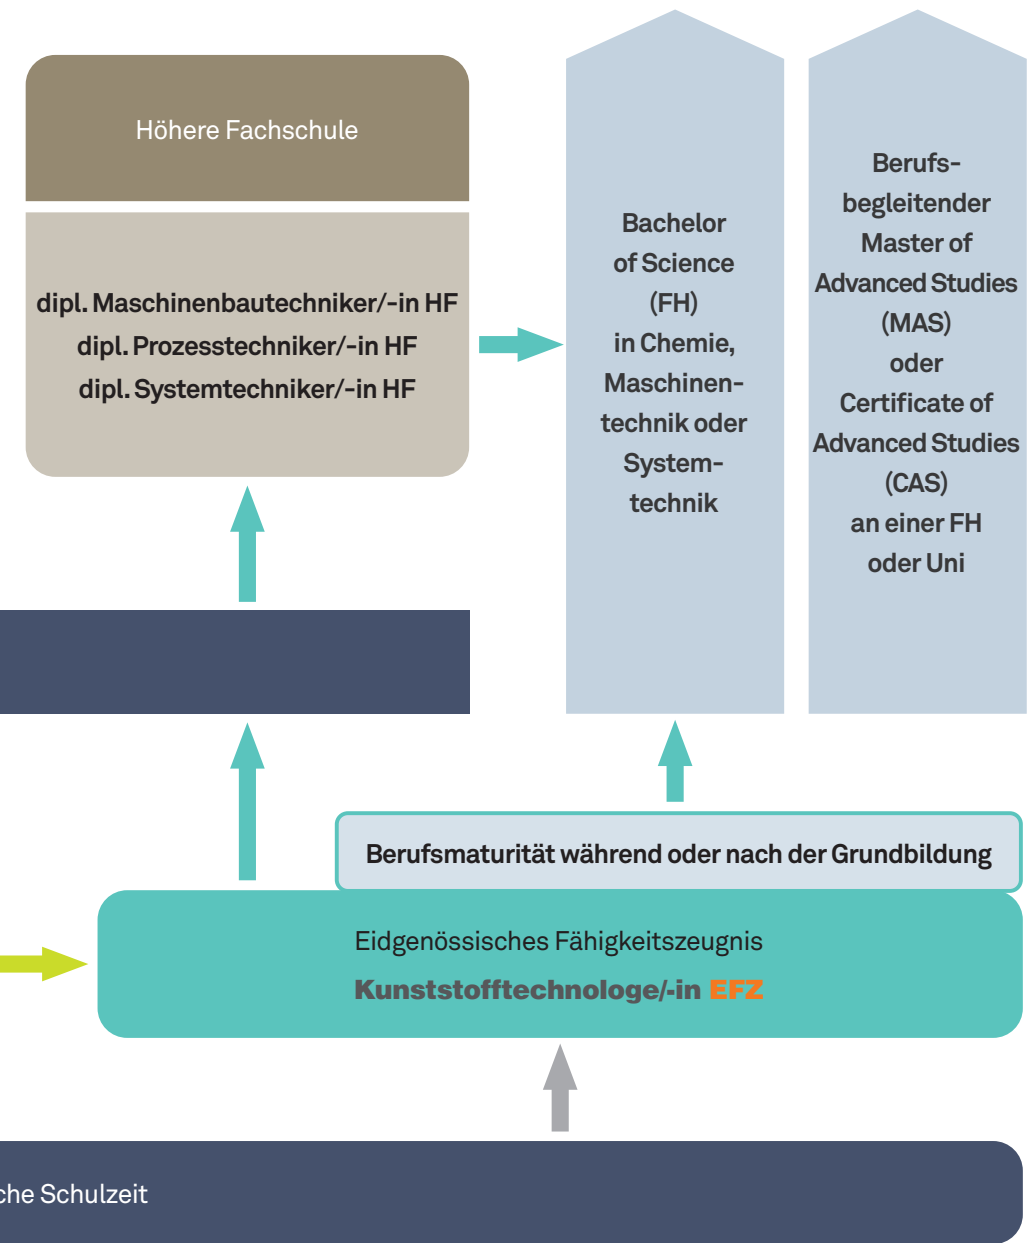 Höhere Fachschule
dipl. Maschinenbautechniker/-in HF
dipl. Prozesstechniker/-in HF
dipl. Systemtechniker/-in HF
Bachelor
of Science
(FH)
in Chemie,
Maschinen-
technik oder
System-
technik
Berufs-
begleitender
Master of
Advanced Studies
(MAS)
oder
Certificate of
Advanced Studies
(CAS)
an einer FH
oder Uni
Berufsmaturität während oder nach der Grundbildung
Eidgenössisches Fähigkeitszeugnis
Kunststofftechnologe/-in EFZ
che Schulzeit